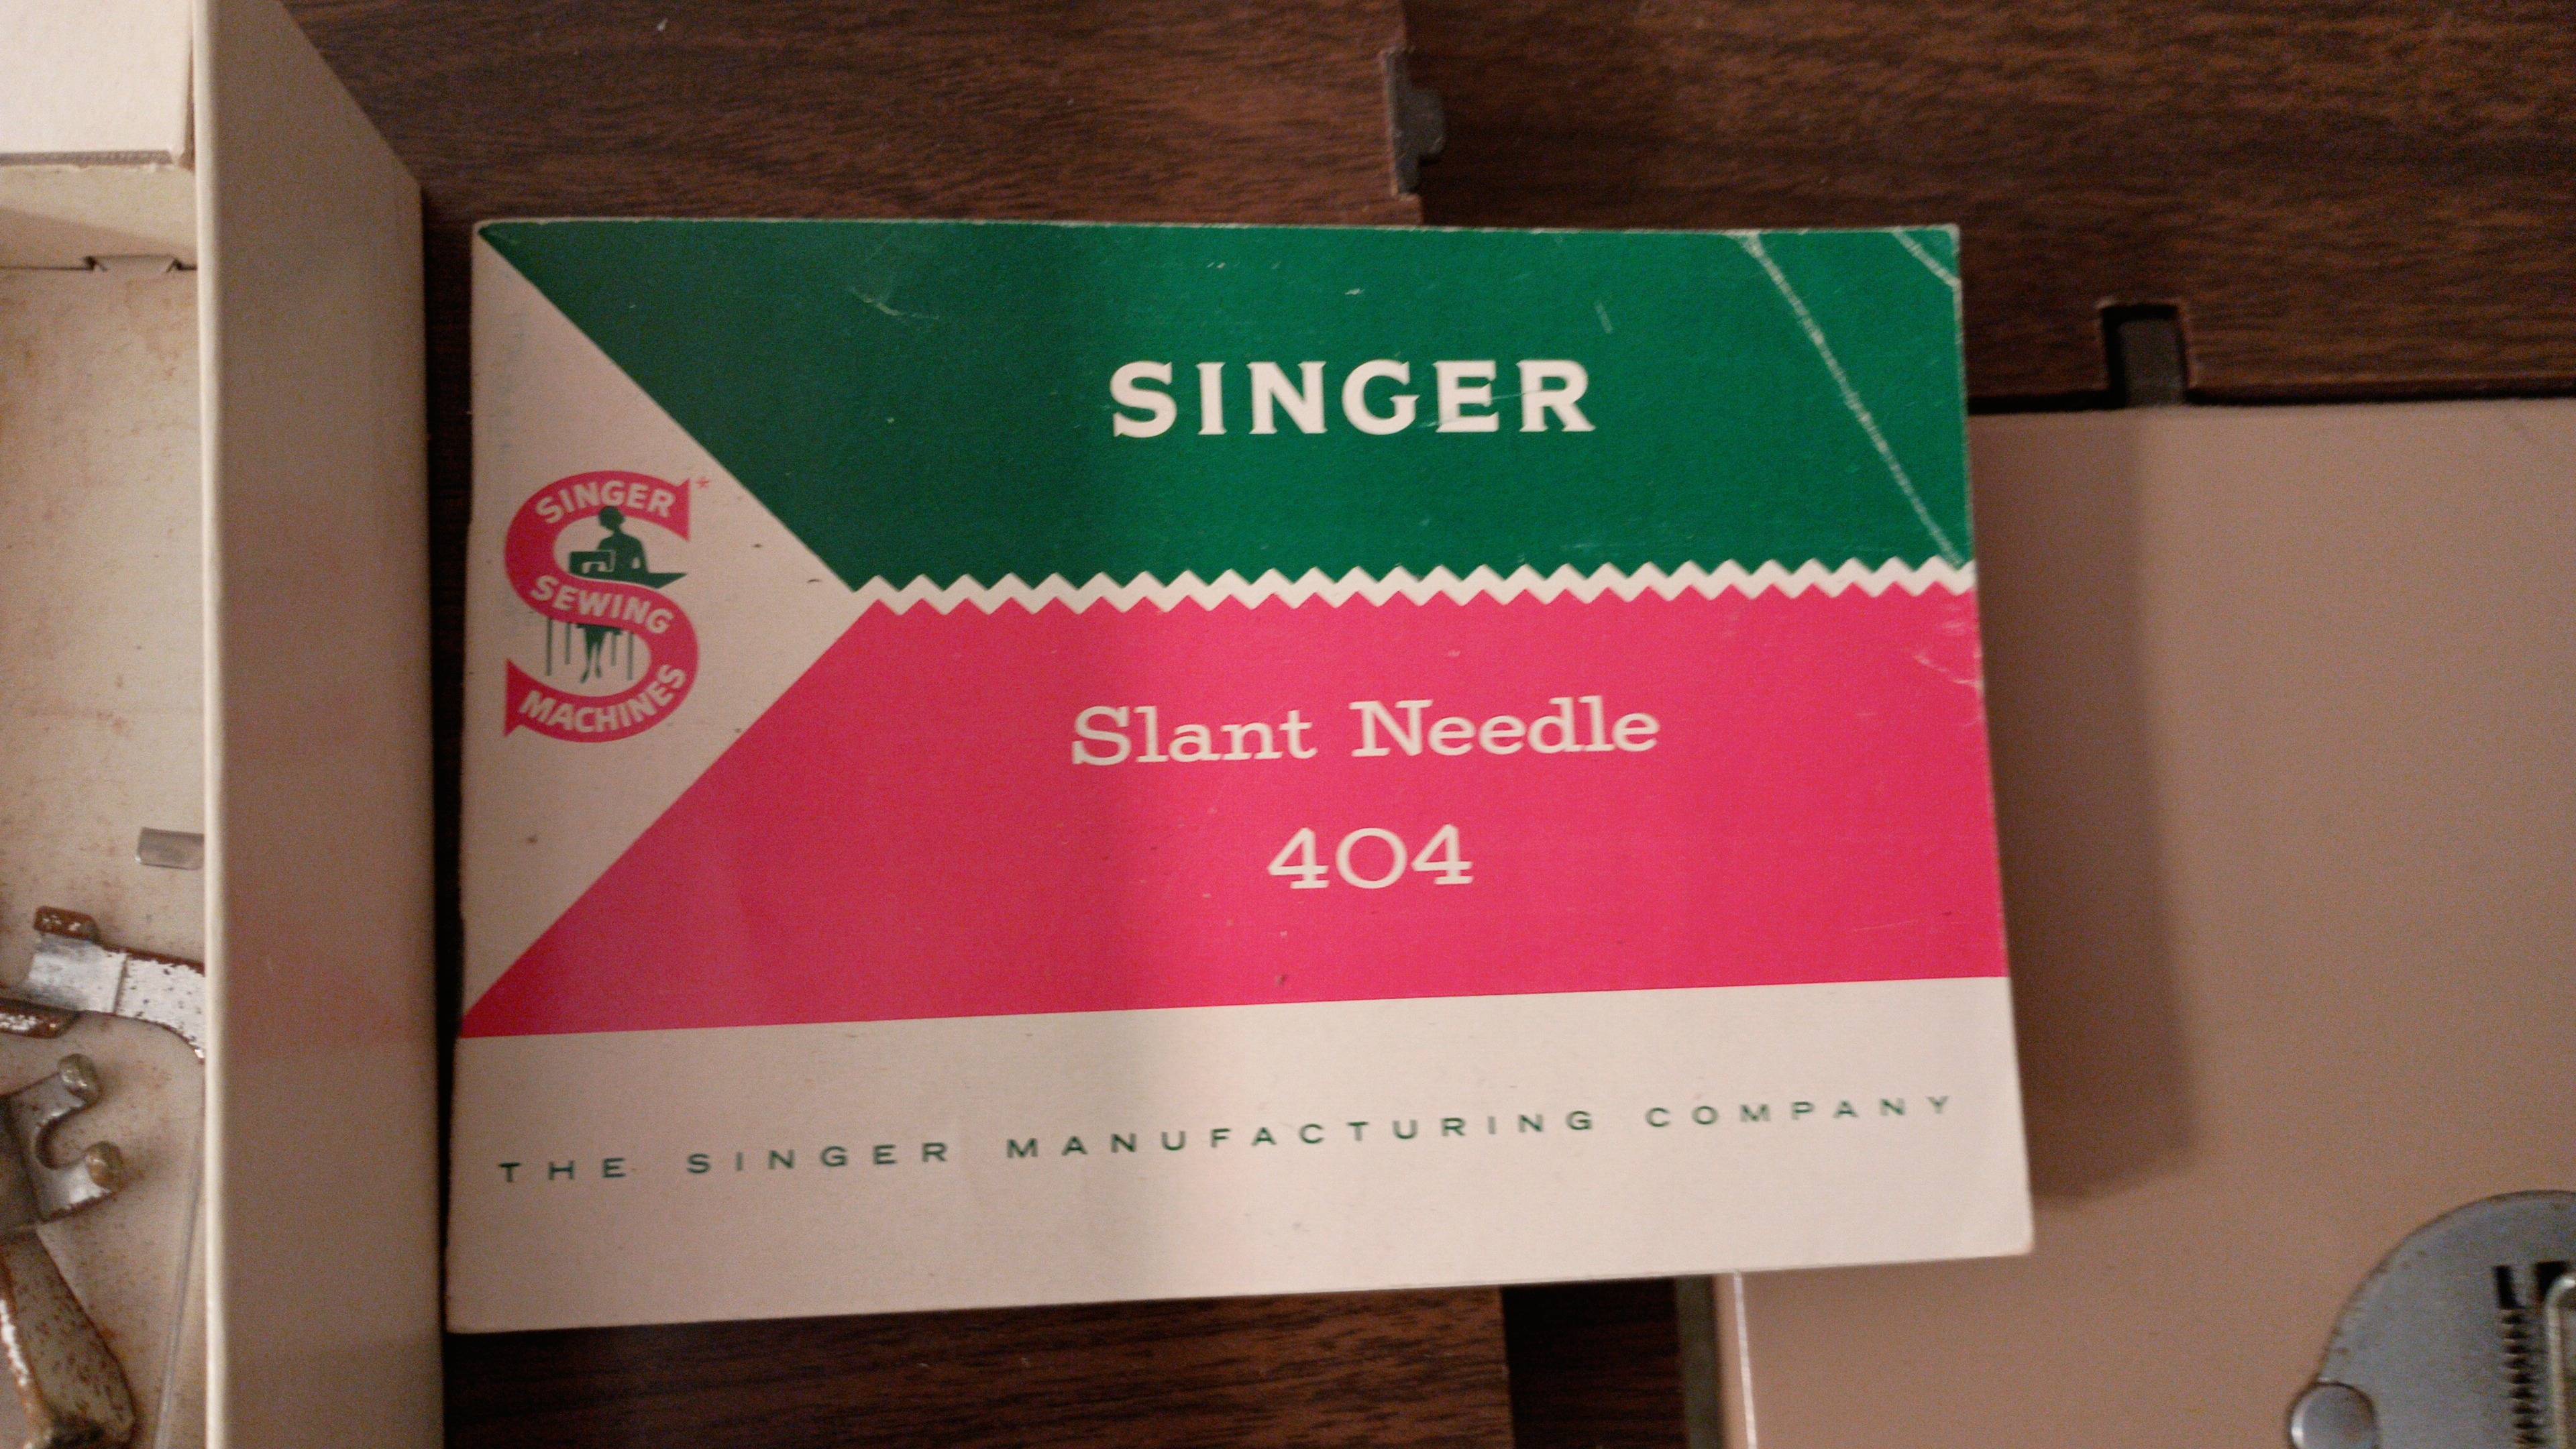 SINGER
SINGER*
SEWING
MACHINES
Slant Needle
404
THE SINGER MANUFACTURING COMPANY